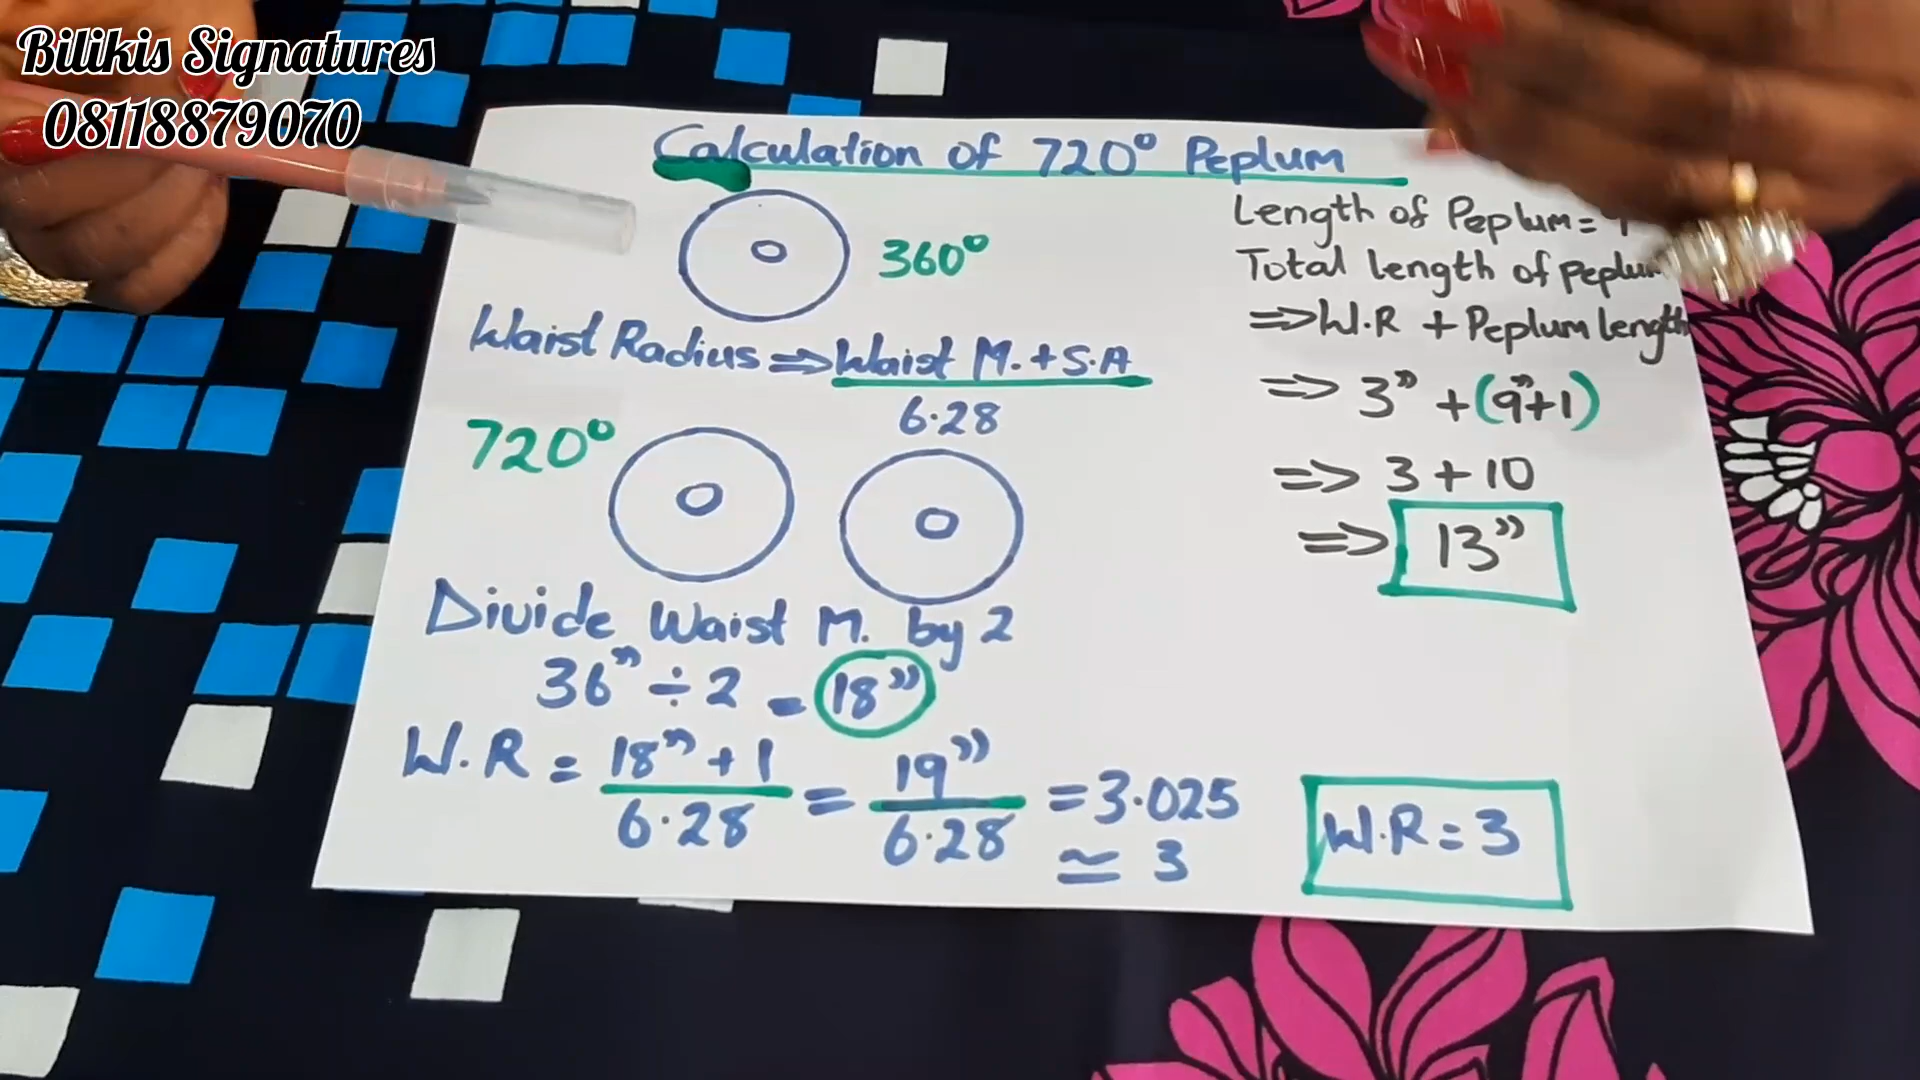 Bilikis Signatures
08118879070
Calculation of 720° Peplum
360°
Waist Radius => Waist M. + S.A
6.28
720°
Divide Waist M. by 2
36" ÷ 2 = 18"
W.R = 18" + 1 = 19" = 3.025
6.28 6.28 ≃ 3
Length of Peplum =
Total length of Peplum
=> W.R + Peplum length
=> 3" + (9"+1)
=> 3 + 10
=> 13"
W.R = 3